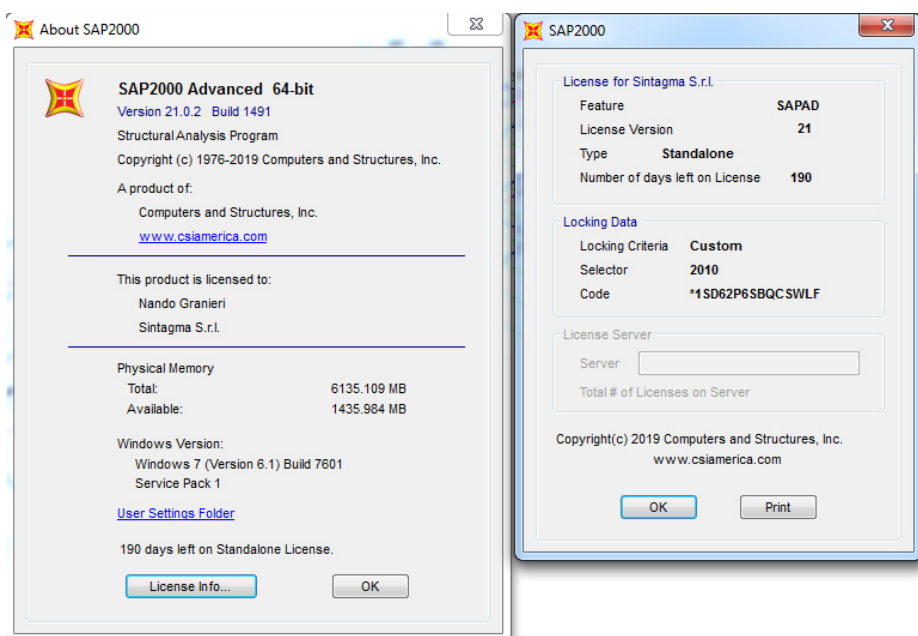 About SAP2000
SAP2000 Advanced 64-bit
Version 21.0.2 Build 1491
Structural Analysis Program
Copyright (c) 1976-2019 Computers and Structures, Inc.
A product of:
Computers and Structures, Inc.
www.csiamerica.com
This product is licensed to:
Nando Granieri
Sintagma S.r.l.
Physical Memory
Total: 6135.109 MB
Available: 1435.984 MB
Windows Version:
Windows 7 (Version 6.1) Build 7601
Service Pack 1
User Settings Folder
190 days left on Standalone License.
License Info... OK
SAP2000
License for Sintagma S.r.l.
Feature SAPAD
License Version 21
Type Standalone
Number of days left on License 190
Locking Data
Locking Criteria Custom
Selector 2010
Code *1SD62P6SBQCSWLF
License Server
Server
Total # of Licenses on Server
Copyright(c) 2019 Computers and Structures, Inc.
www.csiamerica.com
OK Print